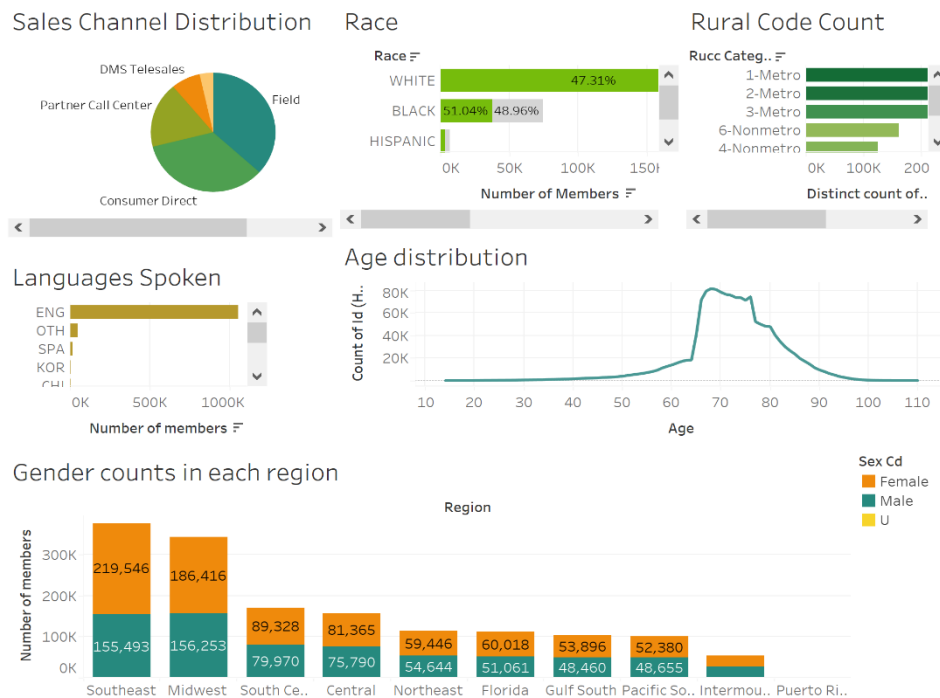 Sales Channel Distribution
DMS Telesales
Partner Call Center
Field
Consumer Direct
Race
Race
WHITE
47.31%
BLACK
51.04%
48.96%
HISPANIC
0K 50K 100K
Number of Members
Rural Code Count
Rucc Categ..
1-Metro
2-Metro
3-Metro
6-Nonmetro
4-Nonmetro
0K 100K 200
Distinct count of..
Languages Spoken
ENG
OTH
SPA
KOR
CHI
0K 500K 1000K
Number of members
Age distribution
Count of Id (H..
80K
60K
40K
20K
10 20 30 40 50 60 70 80 90 100 110
Age
Gender counts in each region
Sex Cd
Female
Male
U
Region
Number of members
300K
200K
100K
0K
219,546 186,416 89,328 81,365 59,446 60,018 53,896 52,380
155,493 156,253 79,970 75,790 54,644 51,061 48,460 48,655
Southeast Midwest South Ce.. Central Northeast Florida Gulf South Pacific So.. Intermou.. Puerto Ri..